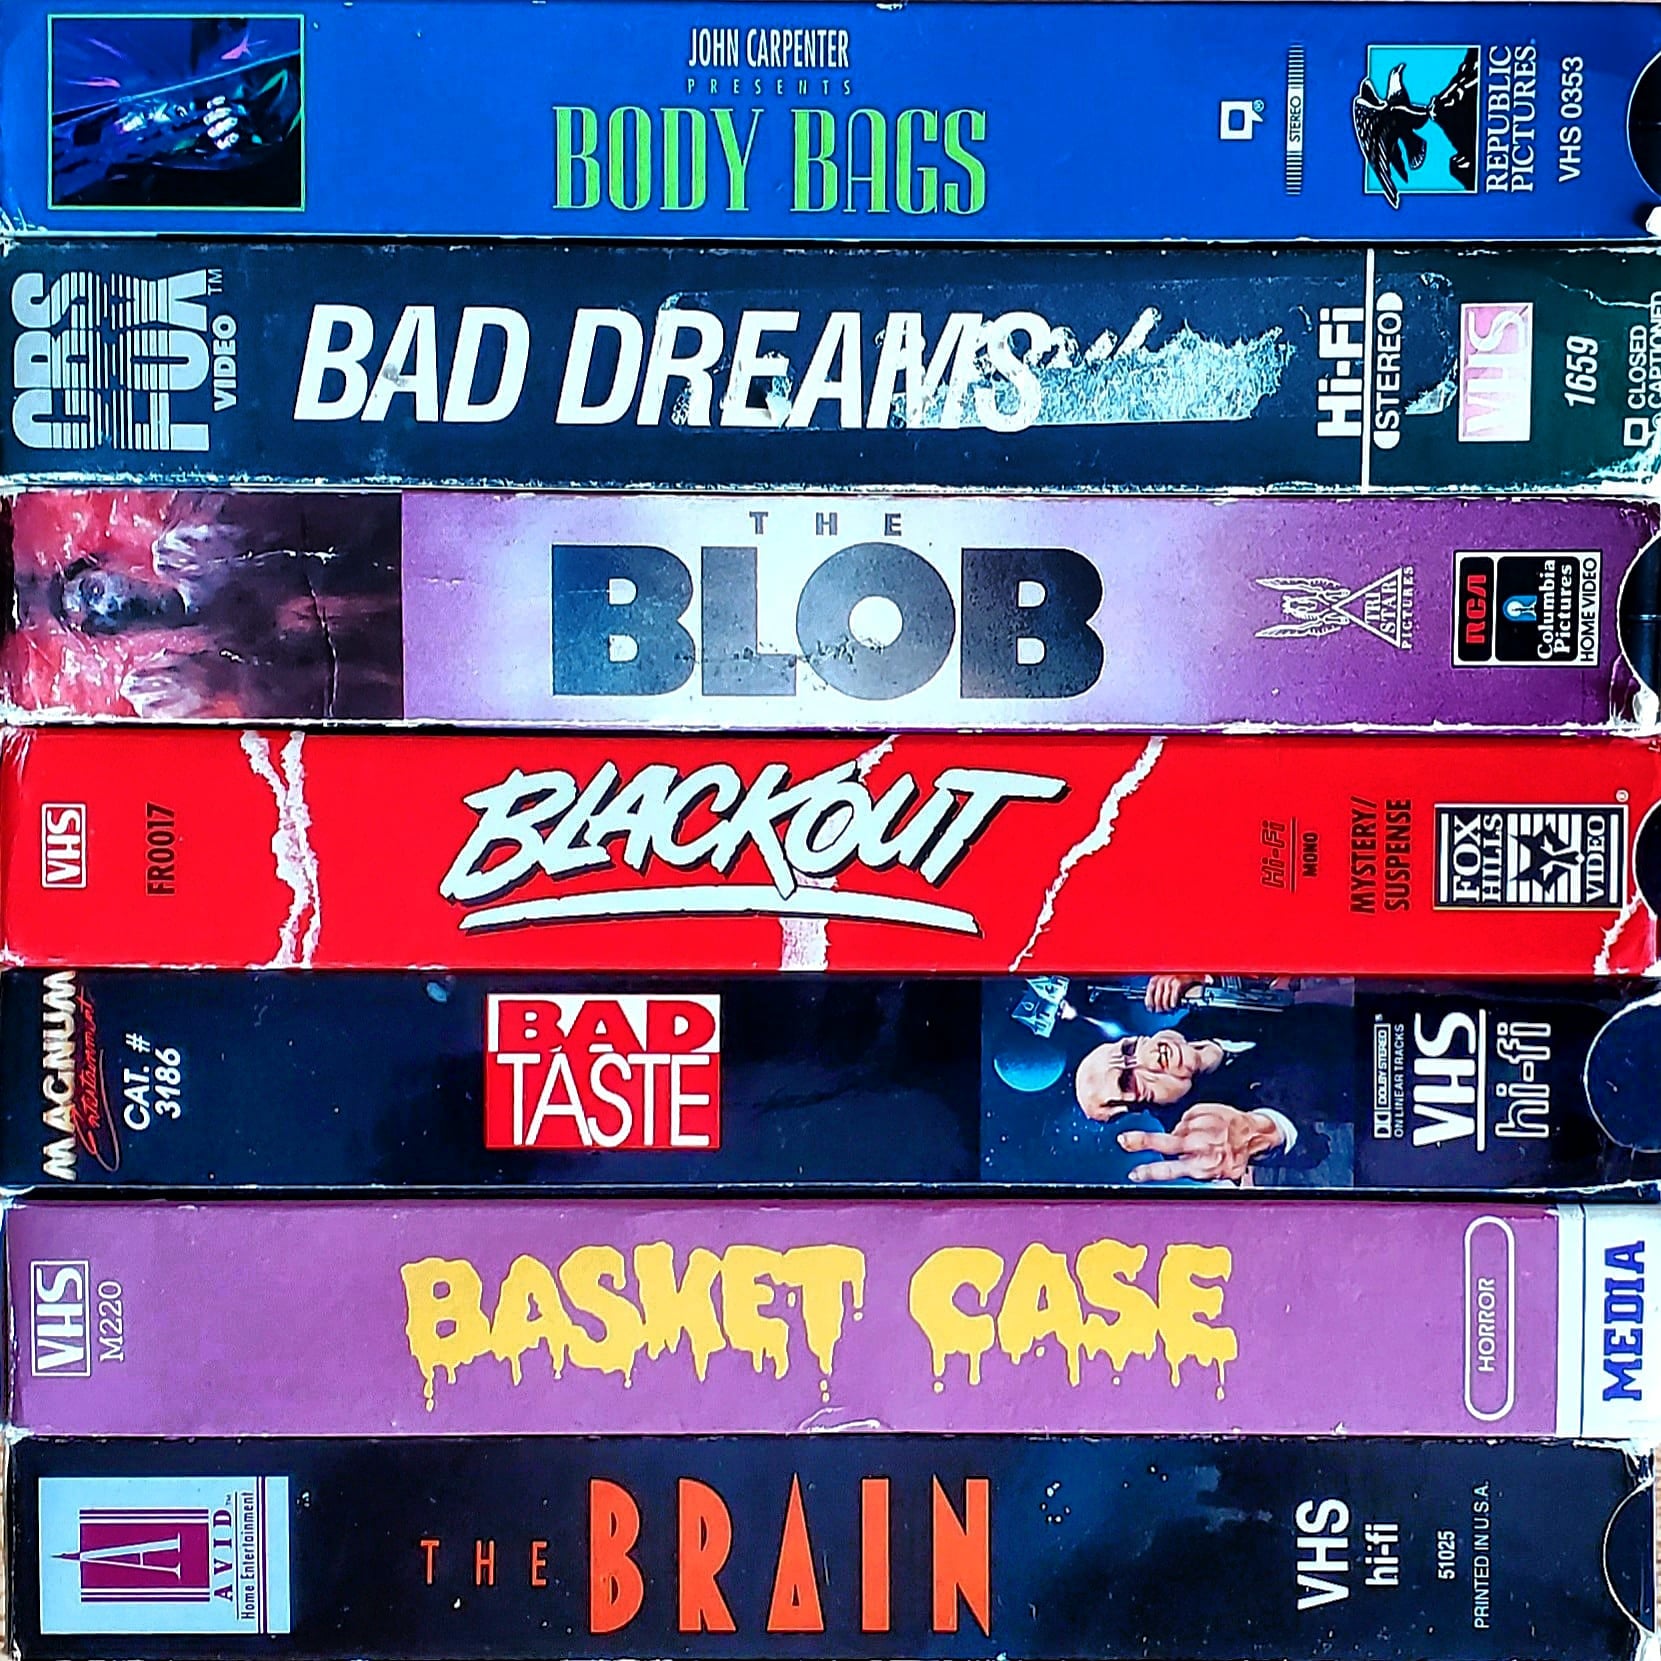 JOHN CARPENTER
PRESENTS
BODY BAGS
STEREO
REPUBLIC
PICTURES
VHS 0353
CBS
FOX
VIDEO™
BAD DREAMS
Hi-Fi
STEREO
VHS
1659
CLOSED
CAPTIONED
THE
BLOB
TRI
STAR
PICTURES
RCA
Columbia
Pictures
HOME VIDEO
VHS
FR0017
BLACKOUT
Hi-Fi
MONO
MYSTERY/
SUSPENSE
FOX
HILLS
VIDEO
®
MAGNUM
Entertainment
CAT. #
3186
BAD
TASTE
DOLBY STEREO
ON LINEAR TRACKS
VHS
hi-fi
VHS
M220
BASKET CASE
HORROR
MEDIA
A
AVID™
Home Entertainment
THE BRAIN
VHS
hi-fi
51025
PRINTED IN U.S.A.